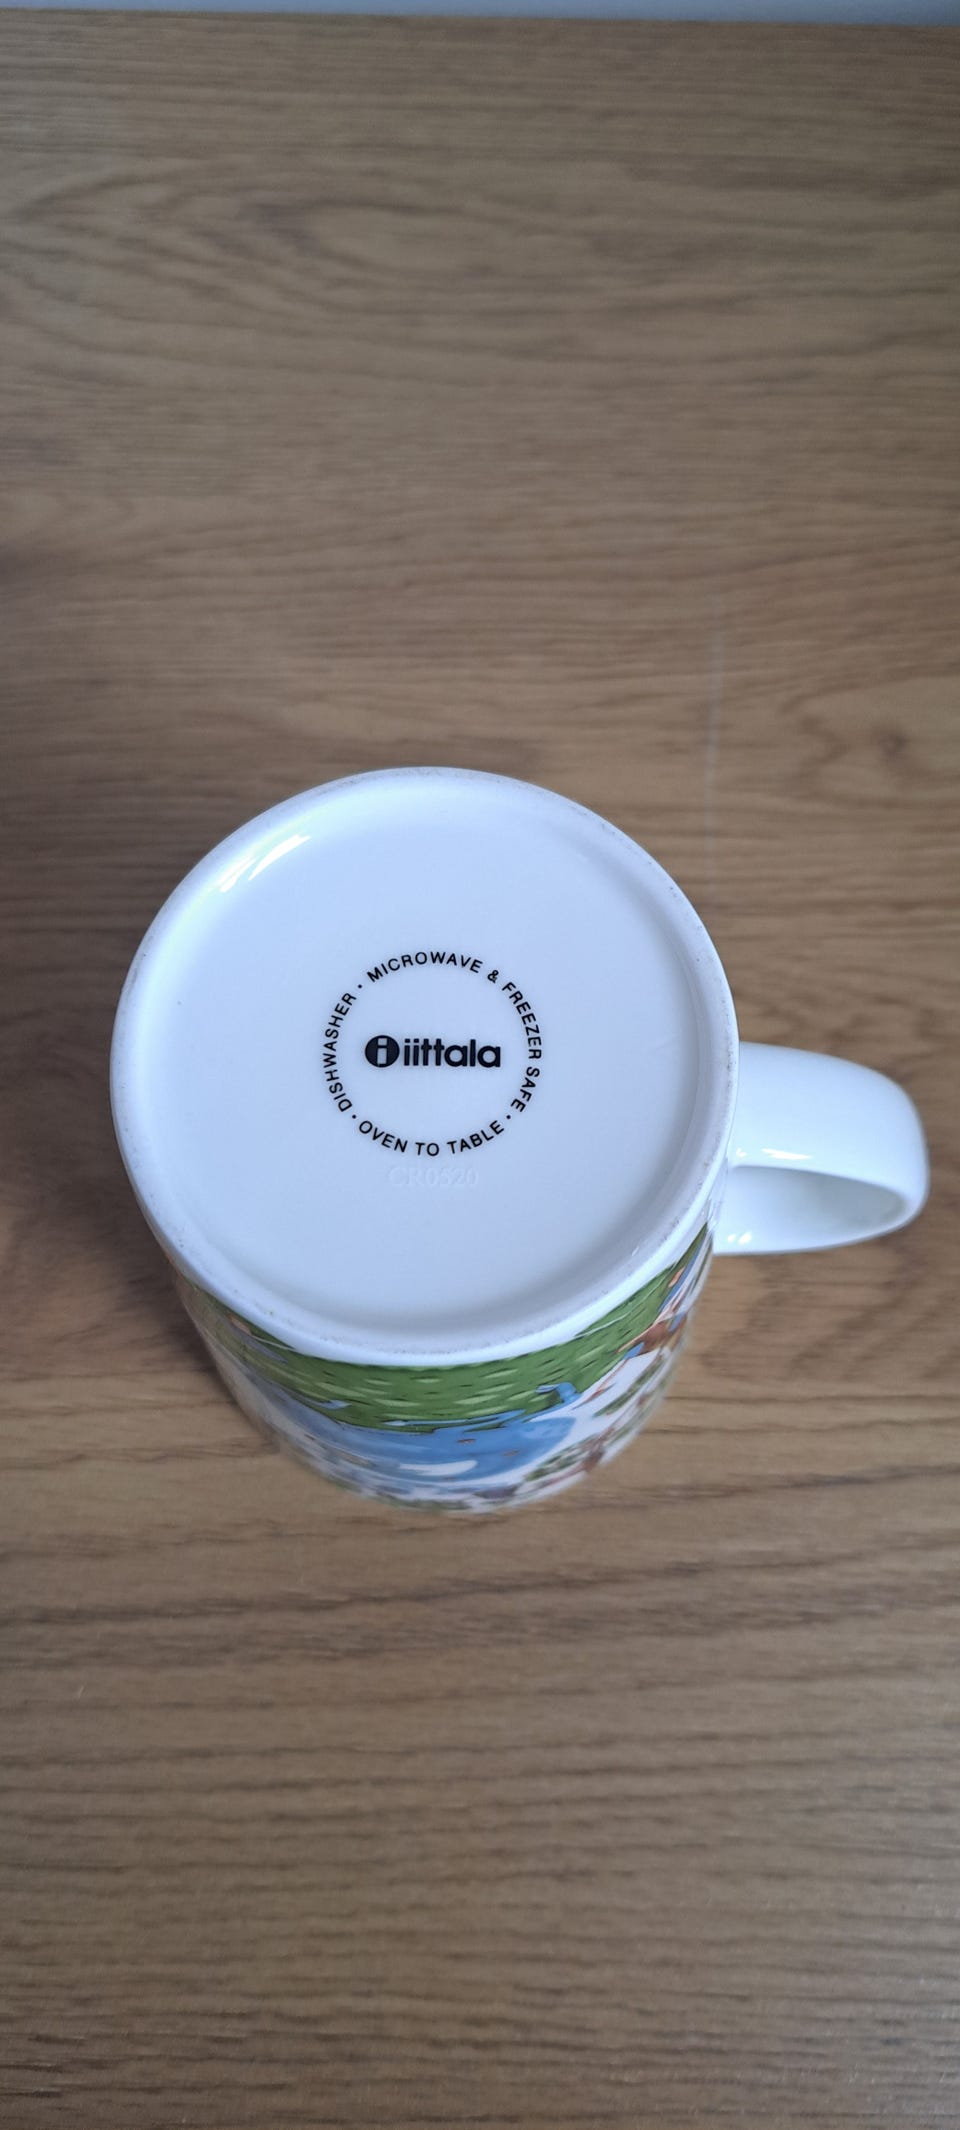 · MICROWAVE & FREEZER SAFE · OVEN TO TABLE · DISHWASHER
iittala
CR0520